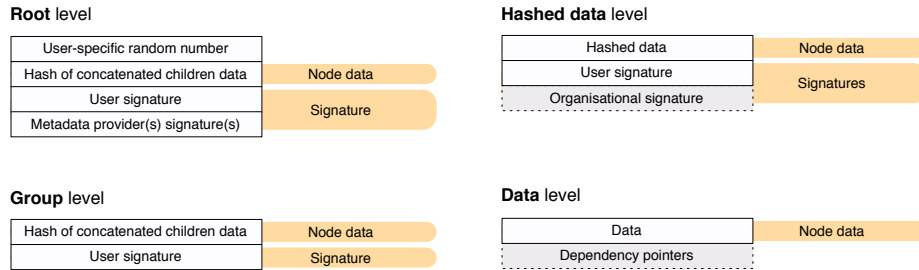 Root level
User-specific random number
Hash of concatenated children data
Node data
User signature
Signature
Metadata provider(s) signature(s)
Hashed data level
Hashed data
Node data
User signature
Signatures
Organisational signature
Group level
Hash of concatenated children data
Node data
User signature
Signature
Data level
Data
Node data
Dependency pointers